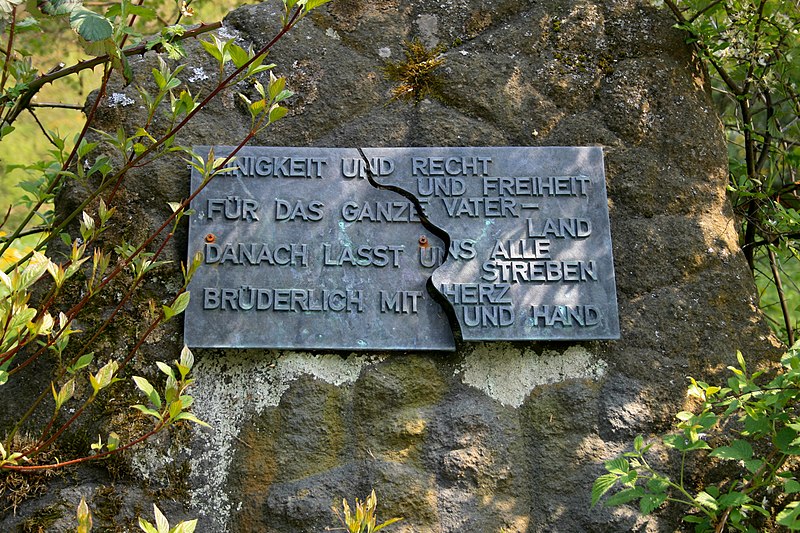 EINIGKEIT UND RECHT
UND FREIHEIT
FÜR DAS GANZE VATER-
LAND
DANACH LASST UNS ALLE
STREBEN
BRÜDERLICH MIT HERZ
UND HAND.